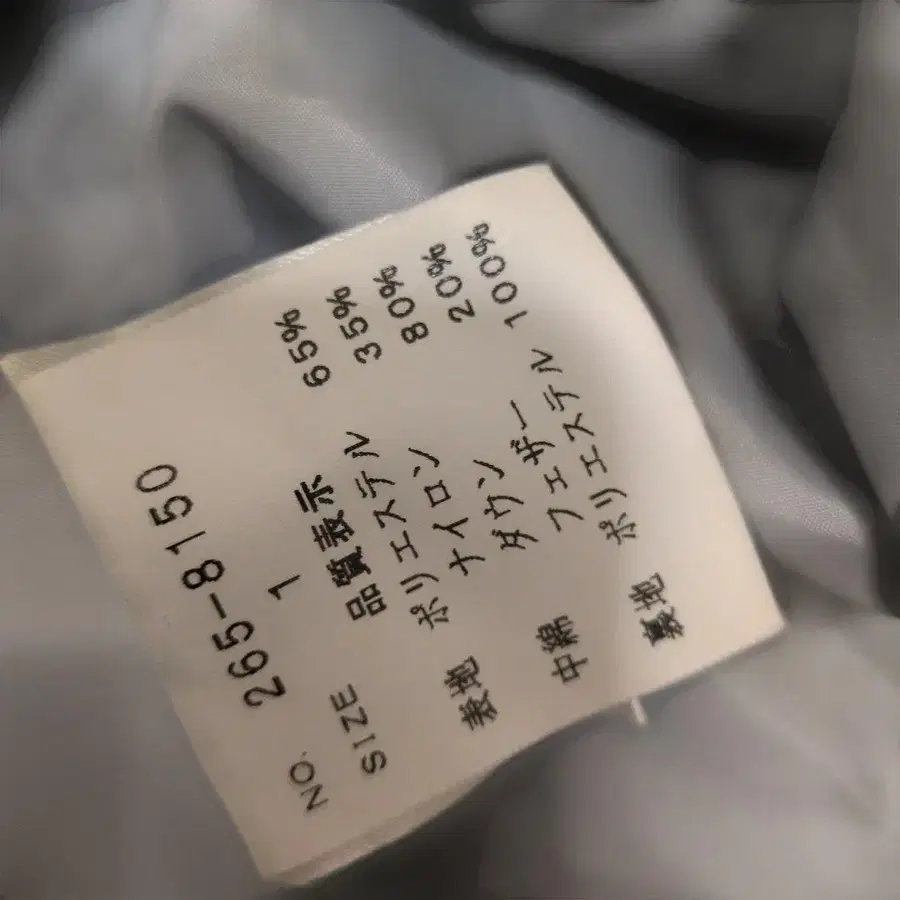 NO. 265-8150
SIZE 1
品質表示
表地 ポリエステル 65%
ナイロン 35%
中綿 ダウン 80%
フェザー 20%
裏地 ポリエステル 100%